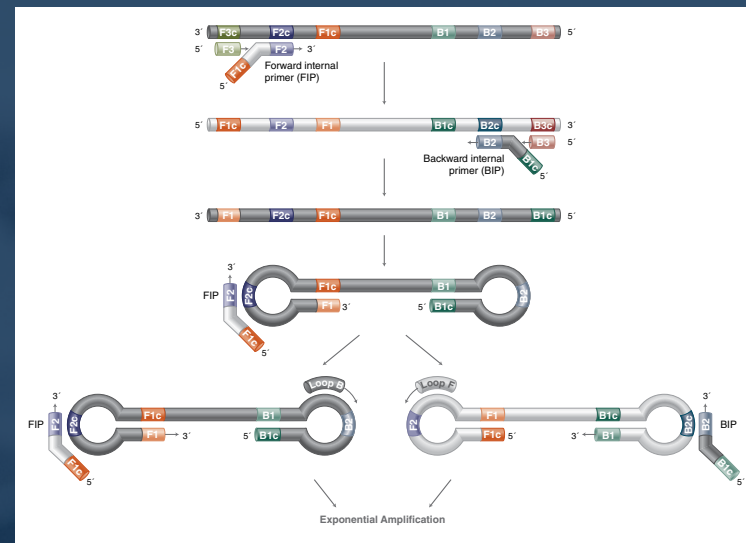 3´ F3c F2c F1c B1 B2 B3 5´
5´ F3 F2 3´
F1c
5´
Forward internal
primer (FIP)
5´ F1c F2 F1 B1c B2c B3c 3´
B2 B3 5´
B1c
5´
Backward internal
primer (BIP)
3´ F1 F2c F1c B1 B2 B1c 5´
3´
FIP F2 F2c F1c B1 B2
F1 3´ 5´ B1c
F1c
5´
Loop B Loop F
3´ 3´
FIP F2 F2c F1c B1 B2 F2 F1 B1c B2c B2 BIP
F1 3´ 5´ B1c F1c 5´ 3´ B1
F1c B1c
5´ 5´
Exponential Amplification